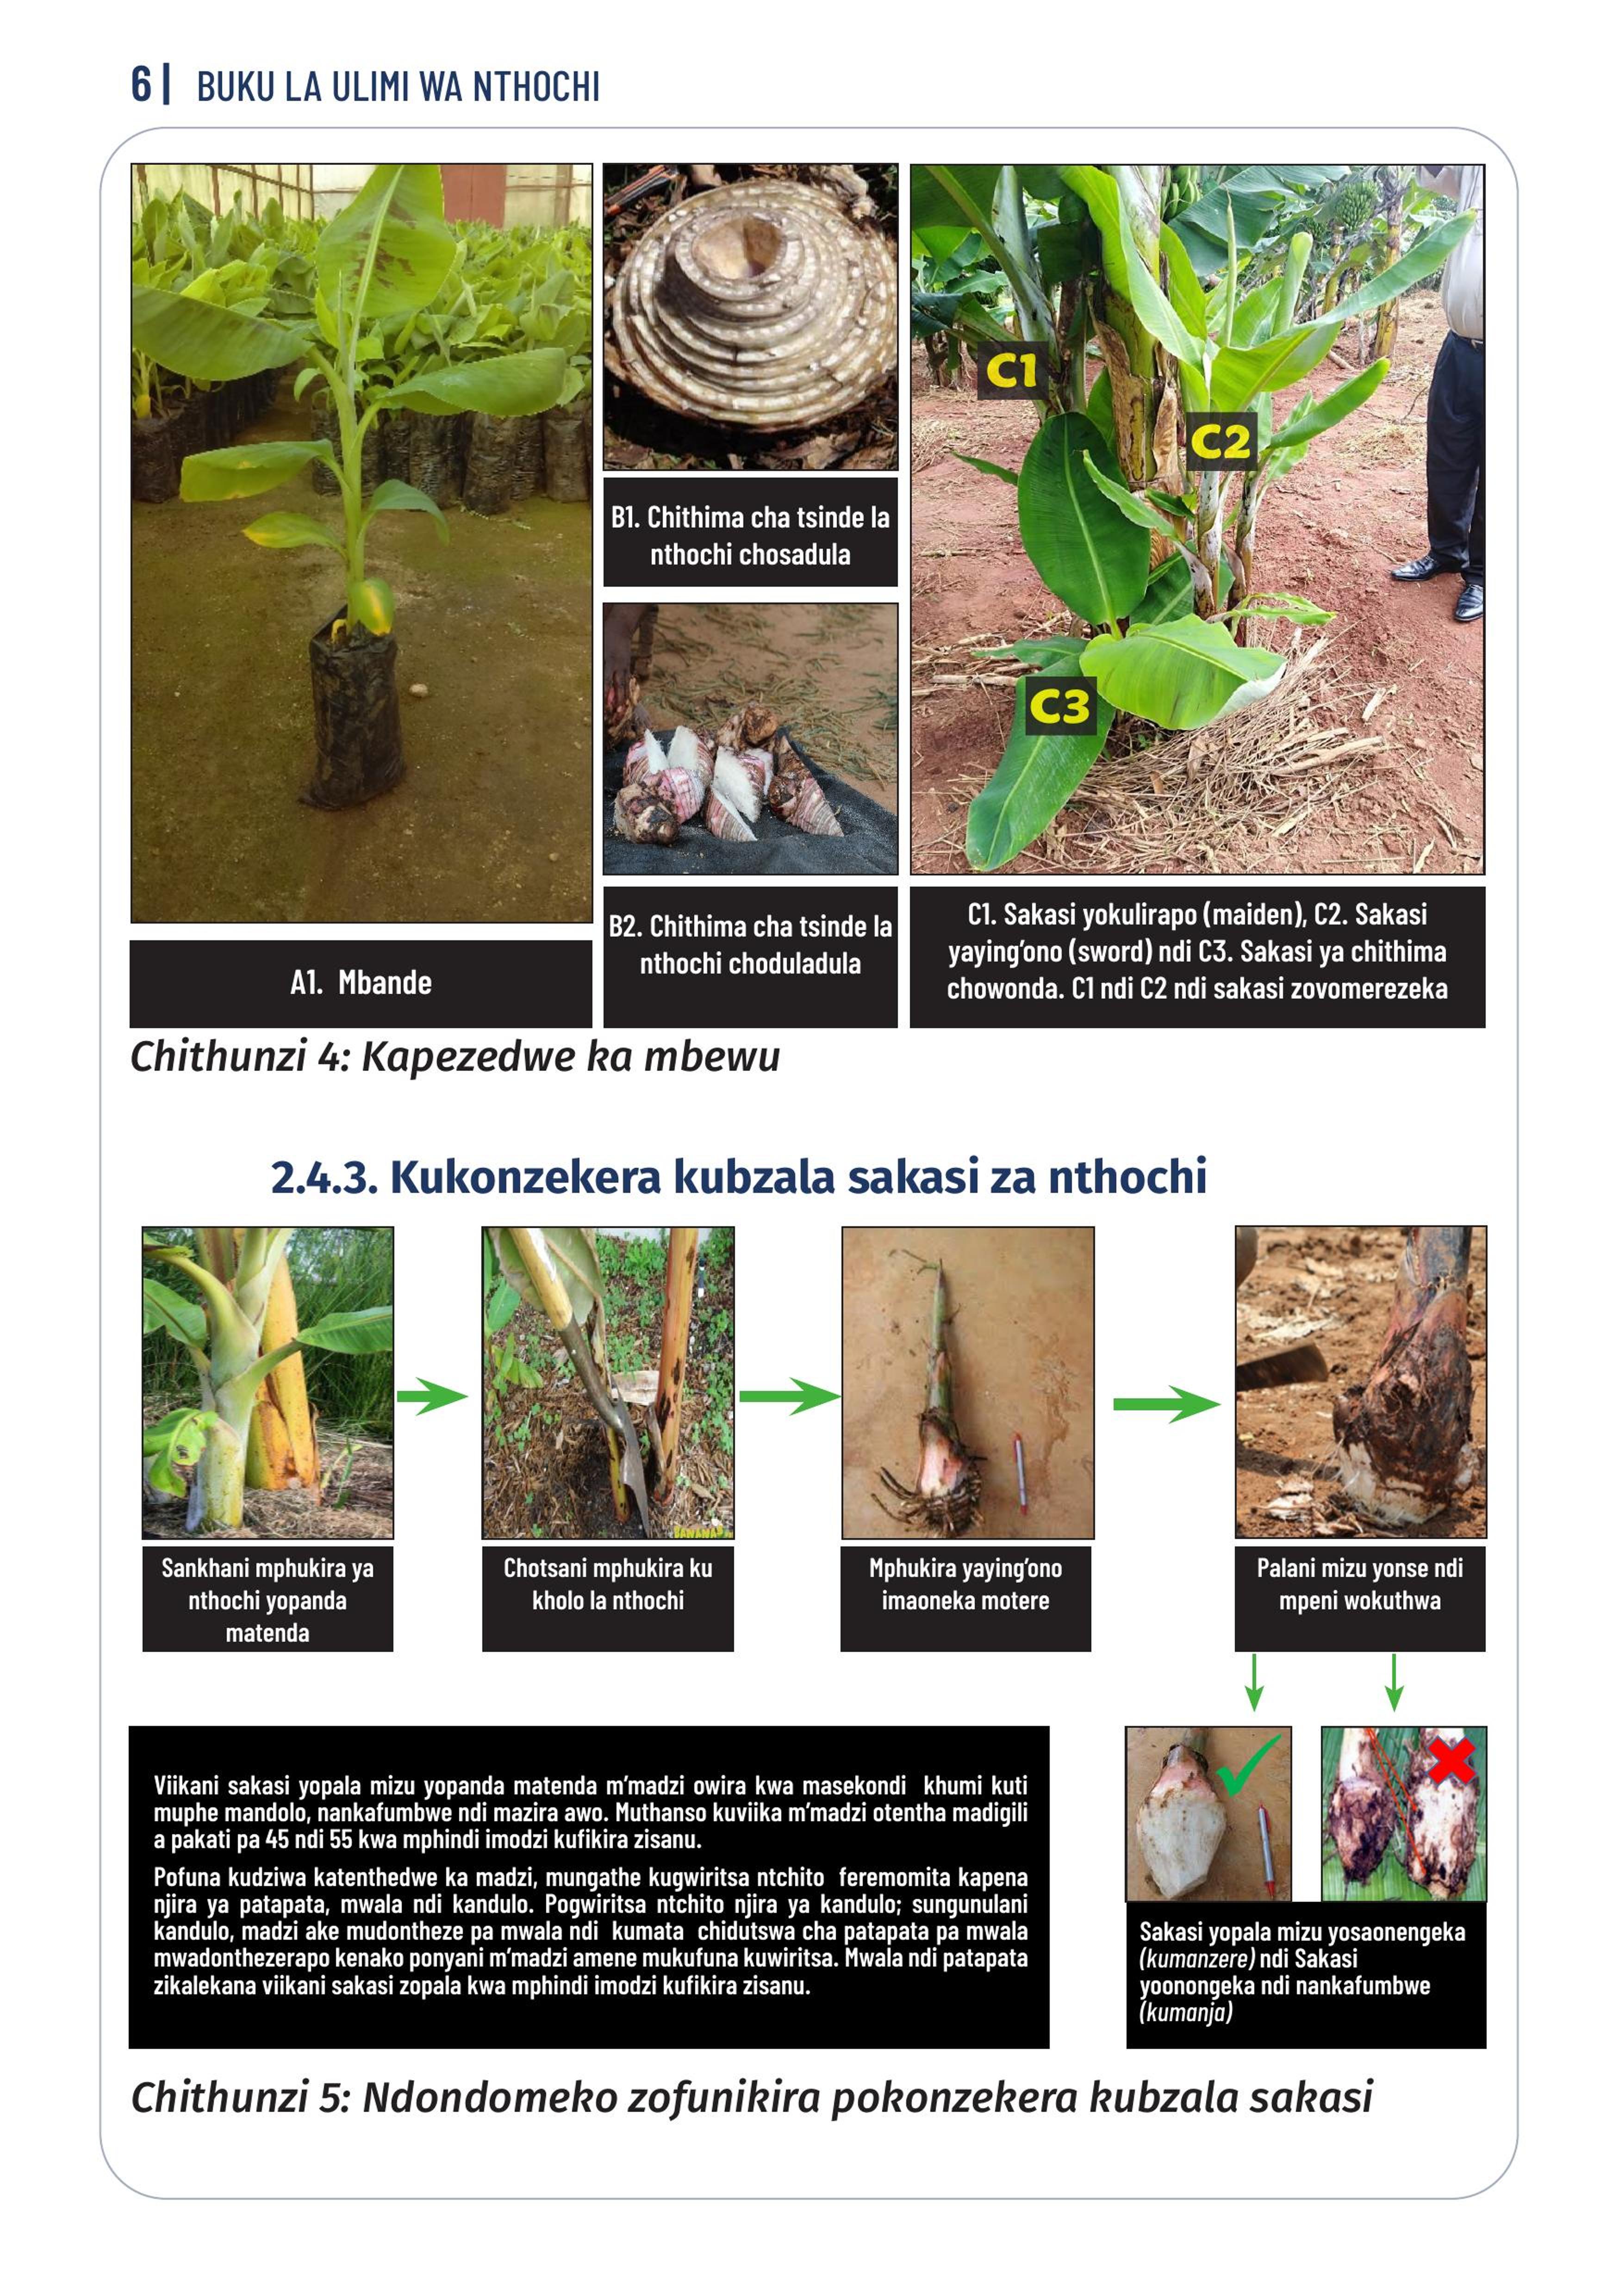 6| BUKU LA ULIMI WA NTHOCHI
C1
C2
C3
B1. Chithima cha tsinde la
nthochi chosadula
A1. Mbande
B2. Chithima cha tsinde la
nthochi choduladula
C1. Sakasi yokulirapo (maiden), C2. Sakasi
yaying'ono (sword) ndi C3. Sakasi ya chithima
chowonda. C1 ndi C2 ndi sakasi zovomerezeka
Chithunzi 4: Kapezedwe ka mbewu
2.4.3. Kukonzekera kubzala sakasi za nthochi
Sankhani mphukira ya
nthochi yopanda
matenda
Chotsani mphukira ku
kholo la nthochi
Mphukira yaying'ono
imaoneka motere
Palani mizu yonse ndi
mpeni wokuthwa
Viikani sakasi yopala mizu yopanda matenda m'madzi owira kwa masekondi khumi kuti
muphe mandolo, nankafumbwe ndi mazira awo. Muthanso kuviika m'madzi otentha madigili
a pakati pa 45 ndi 55 kwa mphindi imodzi kufikira zisanu.
Pofuna kudziwa katenthedwe ka madzi, mungathe kugwiritsa ntchito feremomita kapena
njira ya patapata, mwala ndi kandulo. Pogwiritsa ntchito njira ya kandulo; sungunulani
kandulo, madzi ake mudontheze pa mwala ndi kumata chidutswa cha patapata pa mwala
mwadonthezerapo kenako ponyani m'madzi amene mukufuna kuwiritsa. Mwala ndi patapata
zikalekana viikani sakasi zopala kwa mphindi imodzi kufikira zisanu.
Sakasi yopala mizu yosaonengeka
(kumanzere) ndi Sakasi
yoonongeka ndi nankafumbwe
(kumanja)
Chithunzi 5: Ndondomeko zofunikira pokonzekera kubzala sakasi